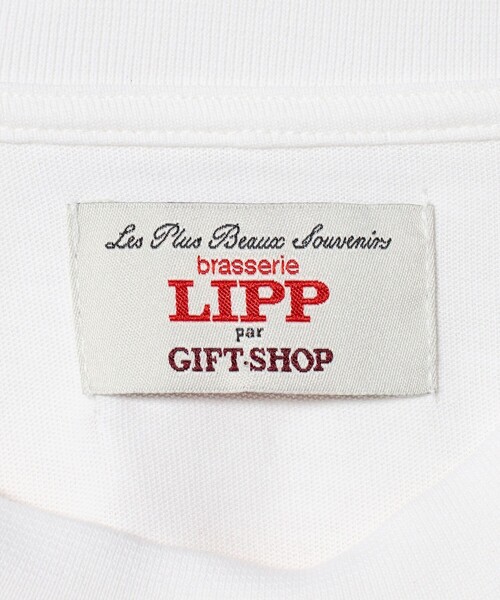 Les Plus Beaux Souvenirs
brasserie
LIPP
par
GIFT·SHOP